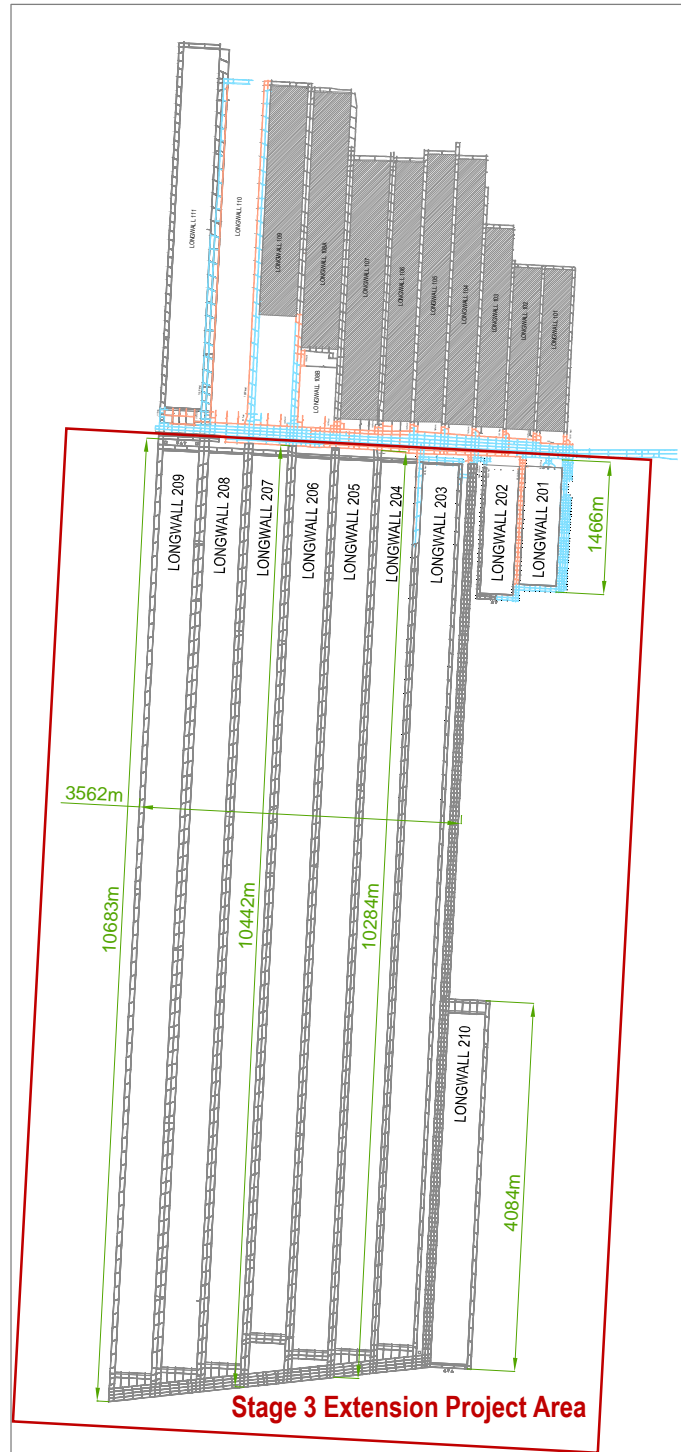 LONGWALL 111
LONGWALL 110
LONGWALL 109
LONGWALL 108A
LONGWALL 107
LONGWALL 106
LONGWALL 105
LONGWALL 104
LONGWALL 103
LONGWALL 102
LONGWALL 101
LONGWALL 108B
LONGWALL 209
LONGWALL 208
LONGWALL 207
LONGWALL 206
LONGWALL 205
LONGWALL 204
LONGWALL 203
LONGWALL 202
LONGWALL 201
1466m
3562m
10683m
10442m
10284m
LONGWALL 210
4084m
Stage 3 Extension Project Area